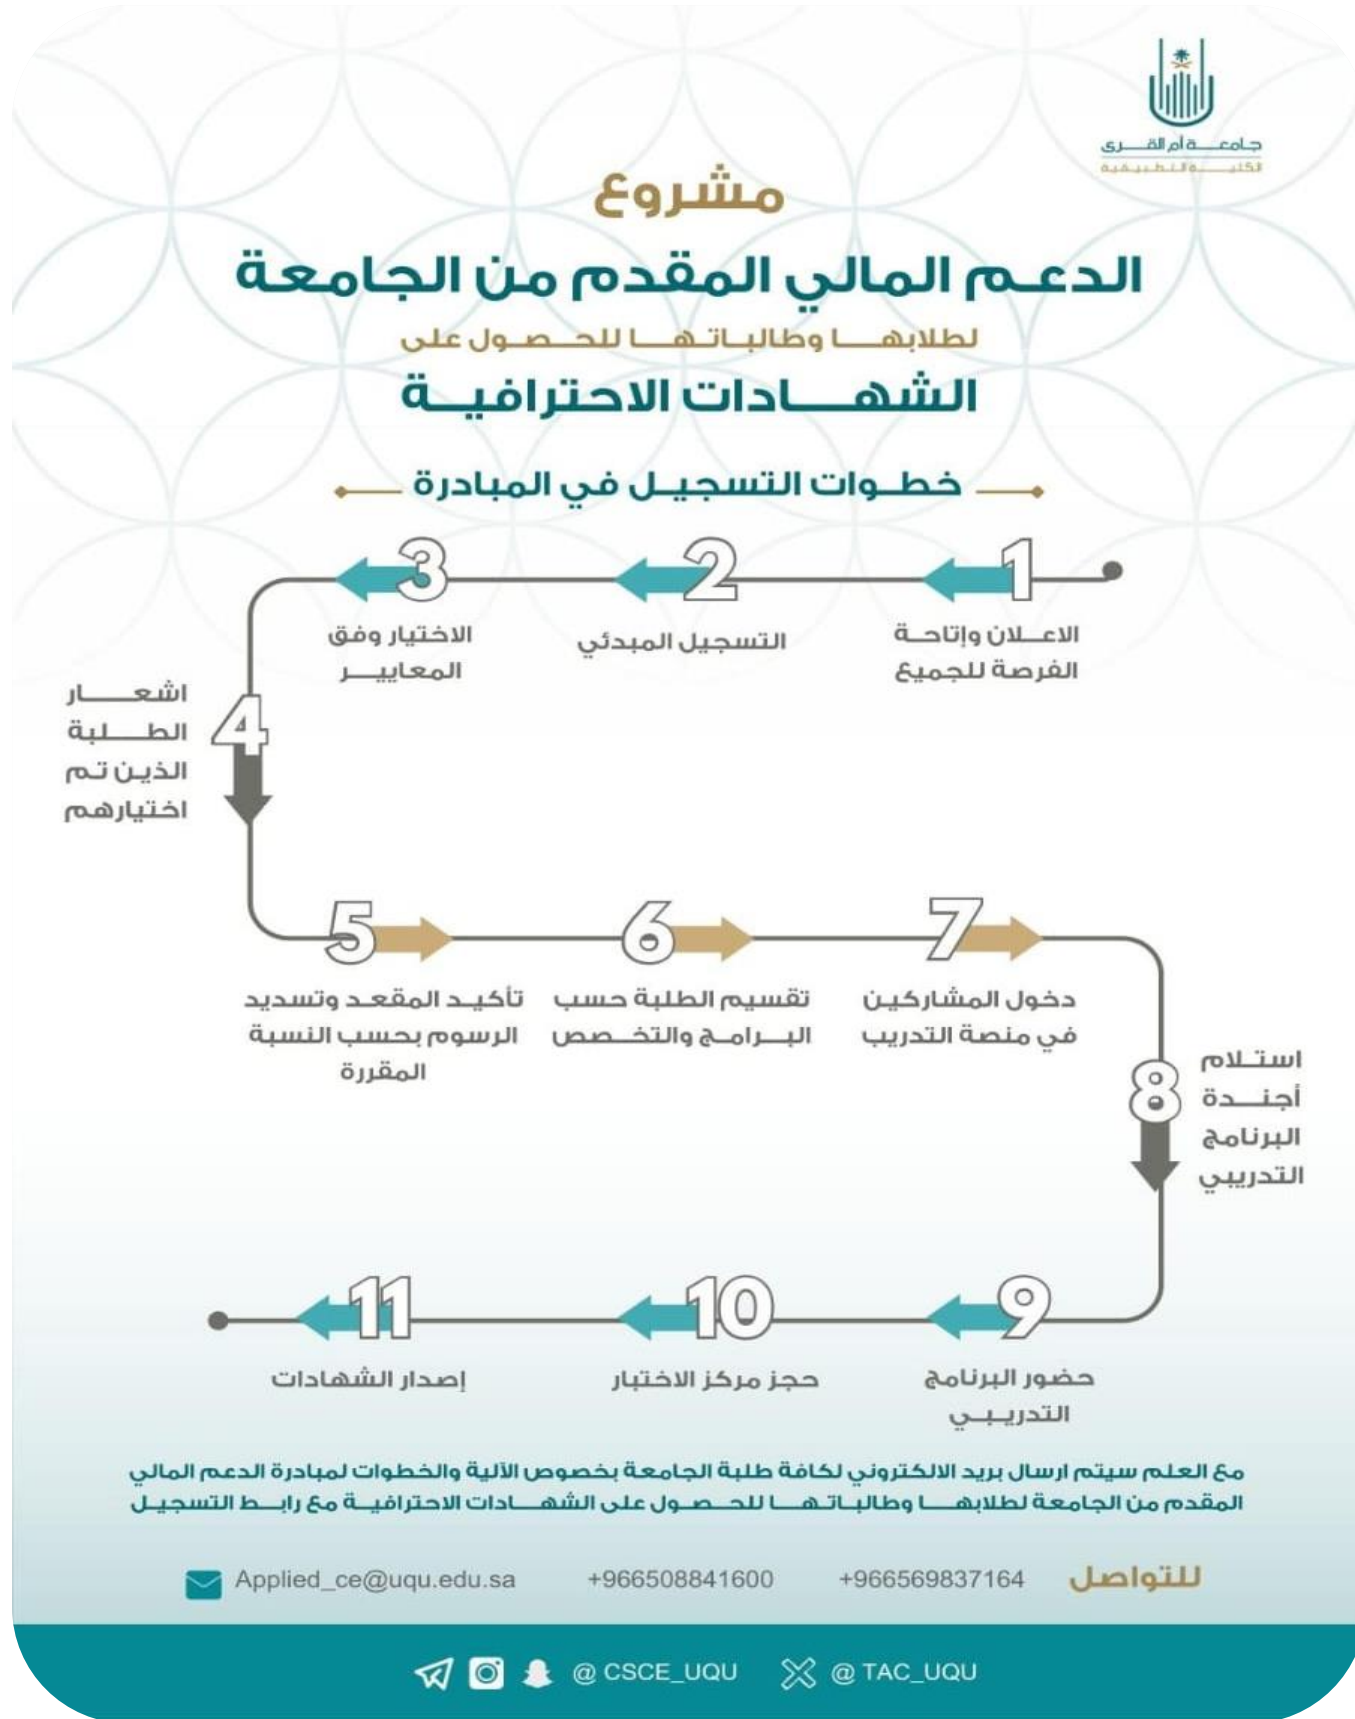 جامعة أم القرى
الكلية التطبيقية
مشروع
الدعم المالي المقدم من الجامعة
لطلابها وطالباتها للحصول على
الشهادات الاحترافية
خطوات التسجيل في المبادرة
1
الاعلان وإتاحة
الفرصة للجميع
2
التسجيل المبدئي
3
الاختيار وفق
المعايير
4
اشعار
الطلبة
الذين تم
اختيارهم
5
تأكيد المقعد وتسديد
الرسوم بحسب النسبة
المقررة
6
تقسيم الطلبة حسب
البرامج والتخصص
7
دخول المشاركين
في منصة التدريب
8
استلام
أجندة
البرنامج
التدريبي
9
حضور البرنامج
التدريبي
10
حجز مركز الاختبار
11
إصدار الشهادات
مع العلم سيتم ارسال بريد الالكتروني لكافة طلبة الجامعة بخصوص الآلية والخطوات لمبادرة الدعم المالي
المقدم من الجامعة لطلابها وطالباتها للحصول على الشهادات الاحترافية مع رابط التسجيل
للتواصل +966569837164 +966508841600 Applied_ce@uqu.edu.sa
@ CSCE_UQU @ TAC_UQU